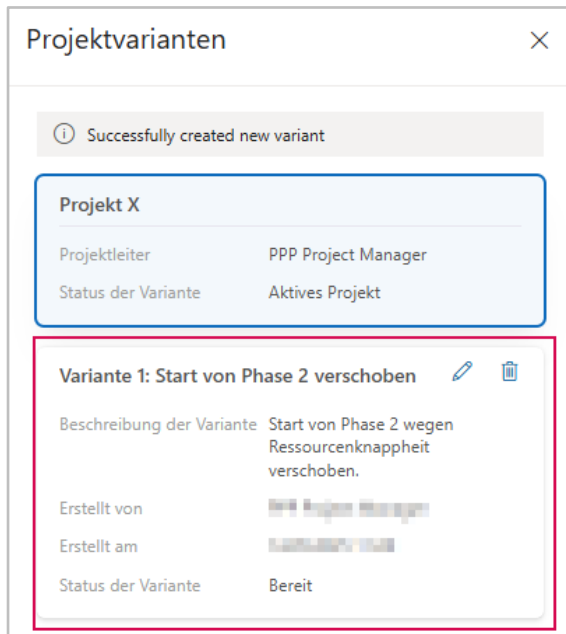 Projektvarianten
Successfully created new variant
Projekt X
Projektleiter PPP Project Manager
Status der Variante Aktives Projekt
Variante 1: Start von Phase 2 verschoben
Beschreibung der Variante Start von Phase 2 wegen
Ressourcenknappheit
verschoben.
Erstellt von
Erstellt am
Status der Variante Bereit